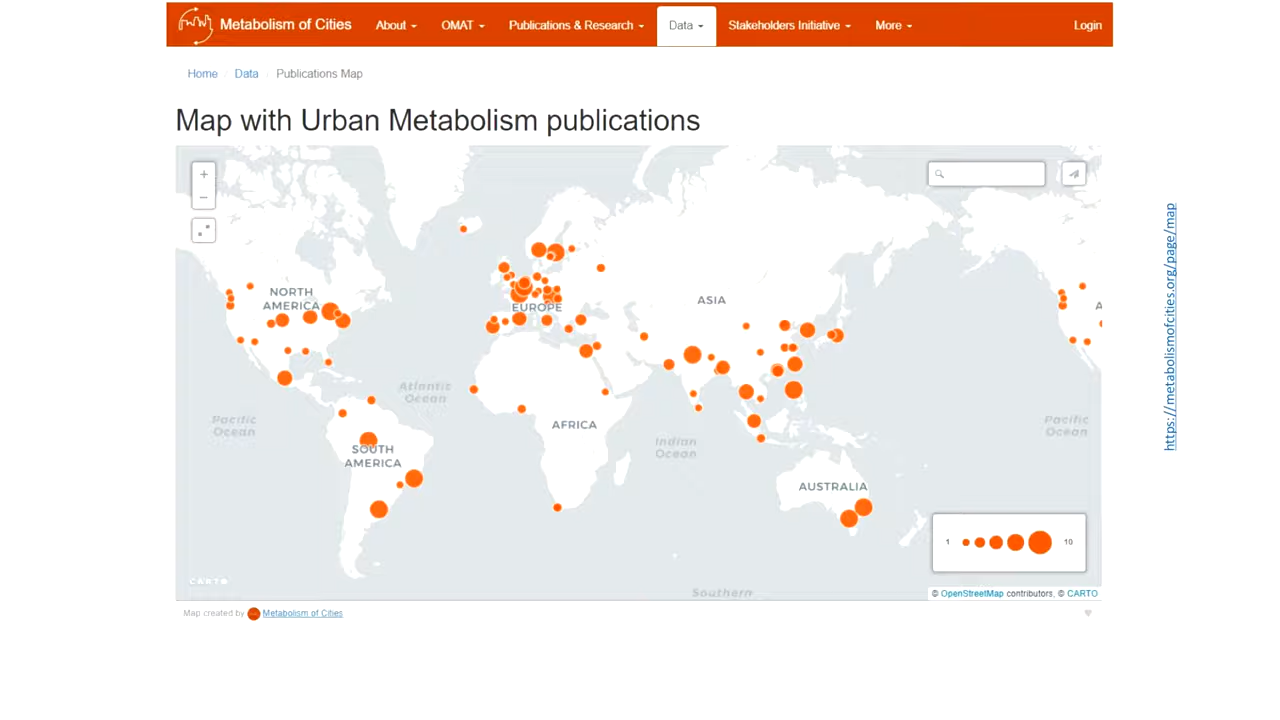 Metabolism of Cities
About
OMAT
Publications & Research
Data
Stakeholders Initiative
More
Login
Home / Data / Publications Map
Map with Urban Metabolism publications
+
−
NORTH
AMERICA
EUROPE
ASIA
A
Atlantic
Ocean
Pacific
Ocean
AFRICA
Indian
Ocean
Pacific
Ocean
SOUTH
AMERICA
AUSTRALIA
1
10
CARTO
Southern
© OpenStreetMap contributors, © CARTO
Map created by Metabolism of Cities
https://metabolismofcities.org/page/map